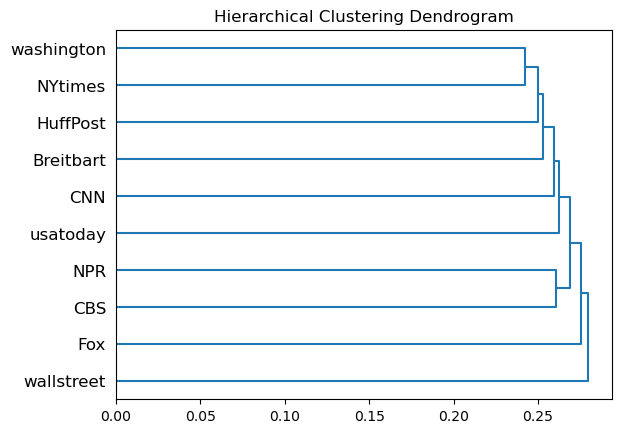 Hierarchical Clustering Dendrogram
washington
NYtimes
HuffPost
Breitbart
CNN
usatoday
NPR
CBS
Fox
wallstreet
0.00 0.05 0.10 0.15 0.20 0.25